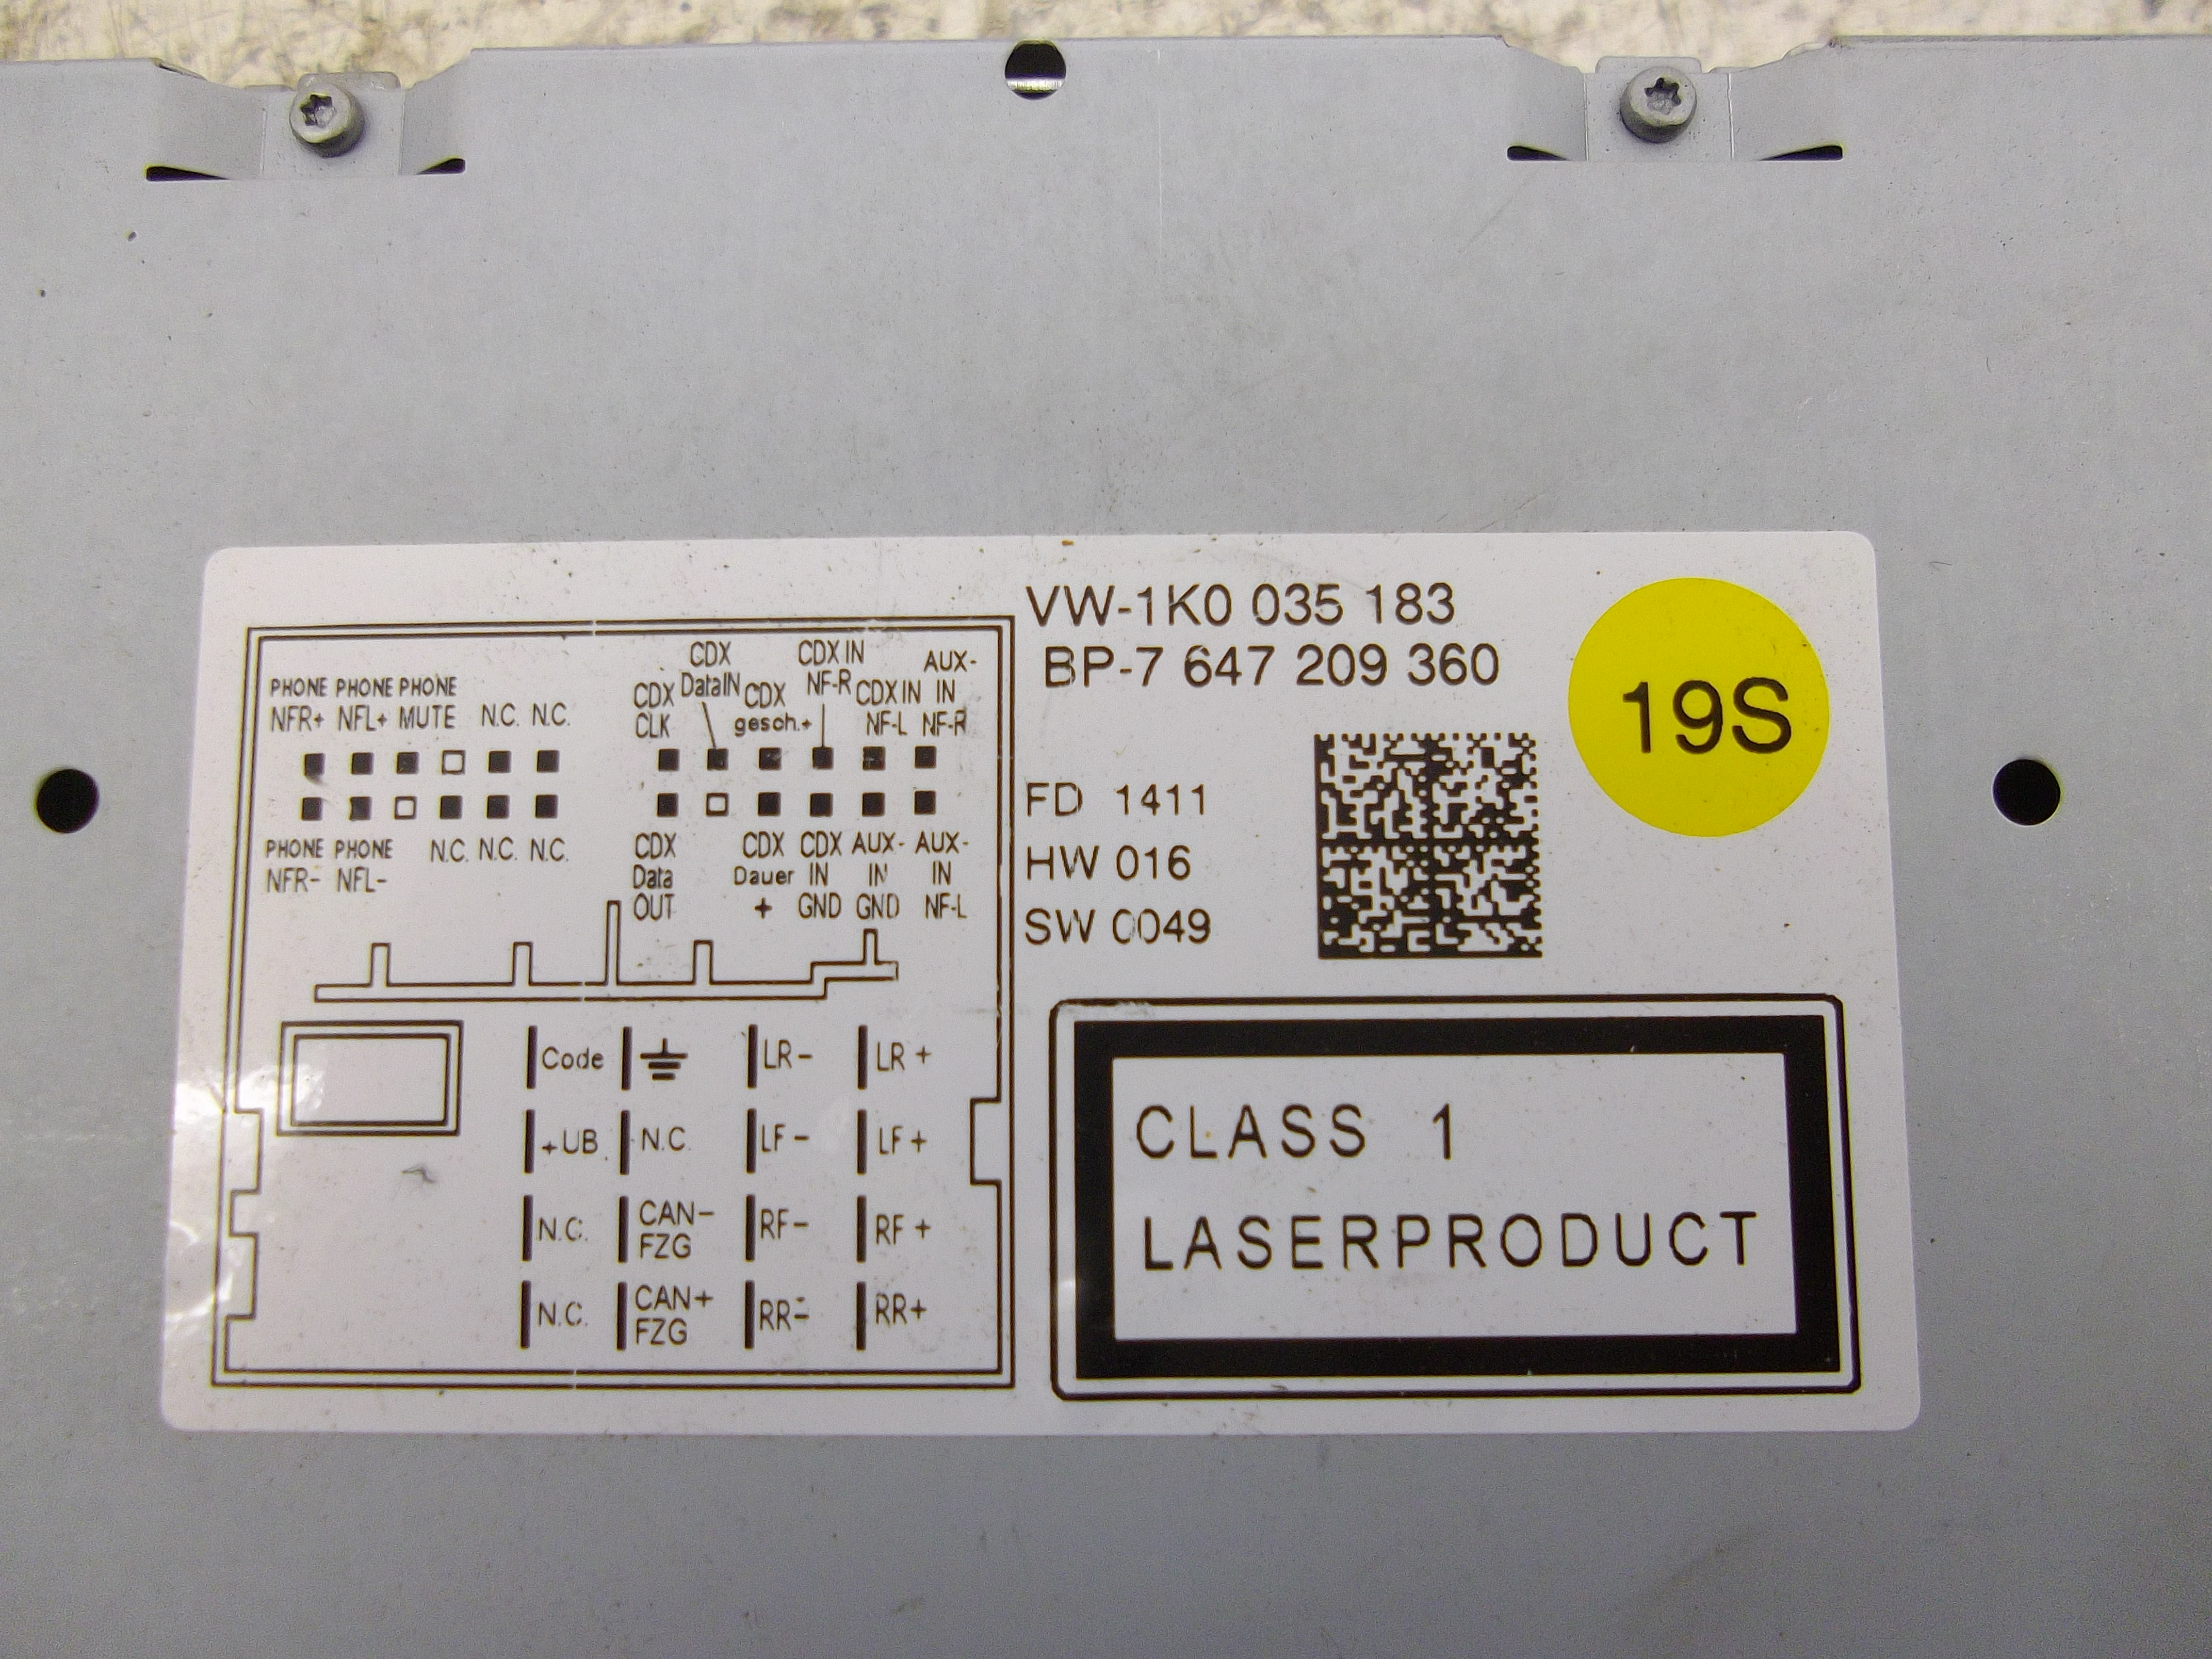 VW-1K0 035 183
BP-7 647 209 360
19S
FD 1411
HW 016
SW 0049
CLASS 1
LASERPRODUCT
PHONE PHONE PHONE
NFR+ NFL+ MUTE N.C. N.C.
PHONE PHONE N.C. N.C. N.C.
NFR- NFL-
CDX CDX IN AUX-
CDX DataIN CDX NF-R CDX IN IN
CLK gesch.+ NF-L NF-R
CDX CDX CDX AUX- AUX-
Data Dauer IN IN IN
OUT + GND GND NF-L
Code LR- LR+
+UB N.C. LF- LF+
N.C. CAN- FZG RF- RF+
N.C. CAN+ FZG RR- RR+